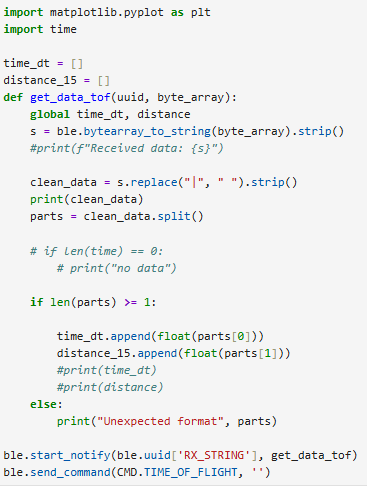 import matplotlib.pyplot as plt
import time
time_dt = []
distance_15 = []
def get_data_tof(uuid, byte_array):
    global time_dt, distance
    s = ble.bytearray_to_string(byte_array).strip()
    #print(f"Received data: {s}")
    clean_data = s.replace("|", " ").strip()
    print(clean_data)
    parts = clean_data.split()
    # if len(time) == 0:
        # print("no data")
    if len(parts) >= 1:
        time_dt.append(float(parts[0]))
        distance_15.append(float(parts[1]))
        #print(time_dt)
        #print(distance)
    else:
        print("Unexpected format", parts)
ble.start_notify(ble.uuid['RX_STRING'], get_data_tof)
ble.send_command(CMD.TIME_OF_FLIGHT, '')